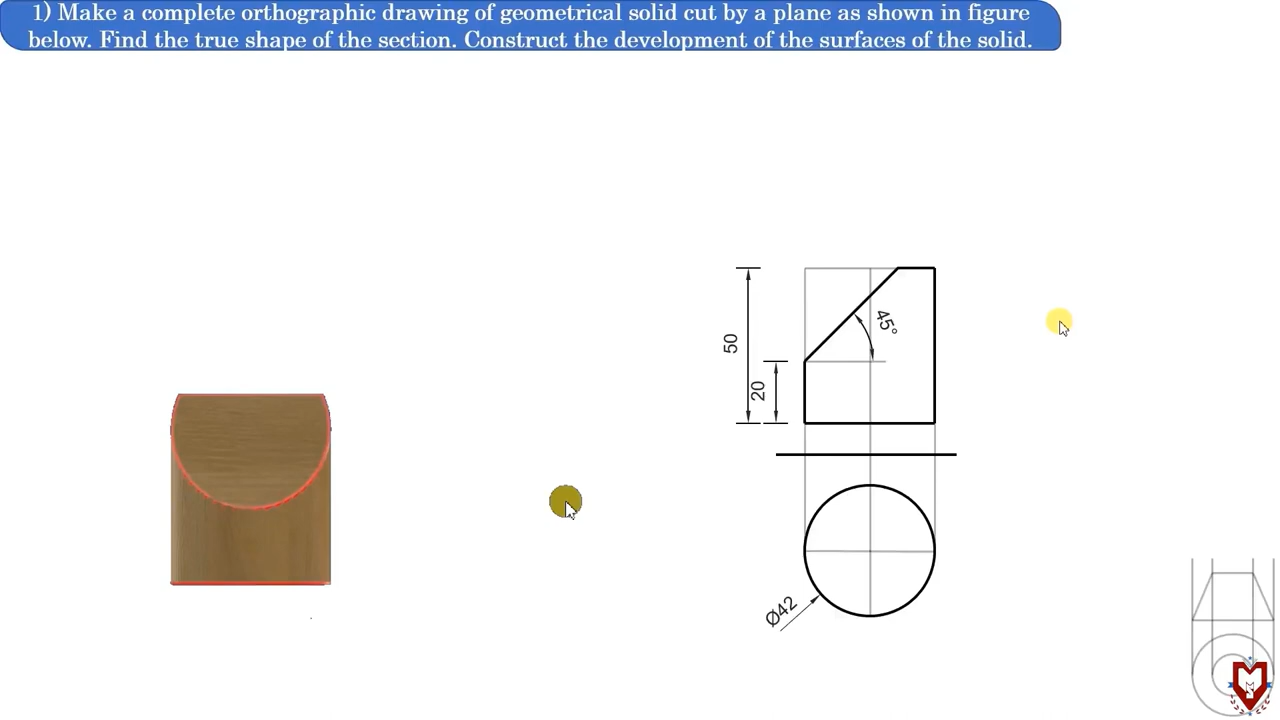 1) Make a complete orthographic drawing of geometrical solid cut by a plane as shown in figure
below. Find the true shape of the section. Construct the development of the surfaces of the solid.
45°
50
20
Ø42